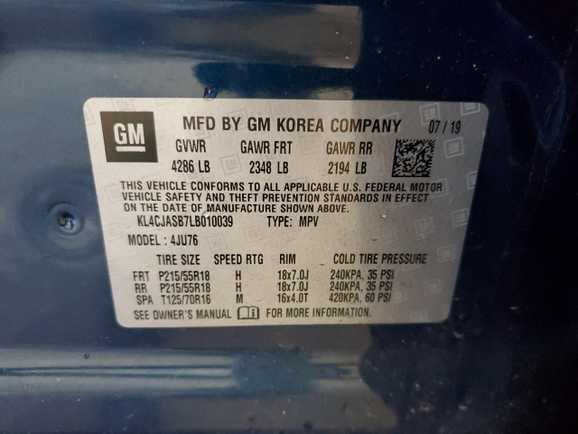 GM MFD BY GM KOREA COMPANY 07/19
GVWR GAWR FRT GAWR RR
4286 LB 2348 LB 2194 LB
THIS VEHICLE CONFORMS TO ALL APPLICABLE U.S. FEDERAL MOTOR
VEHICLE SAFETY AND THEFT PREVENTION STANDARDS IN EFFECT
ON THE DATE OF MANUFACTURE SHOWN ABOVE.
KL4CJASB7LB010039 TYPE: MPV
MODEL: 4JU76
TIRE SIZE SPEED RTG RIM COLD TIRE PRESSURE
FRT P215/55R18 H 18x7.0J 240KPA, 35 PSI
RR P215/55R18 H 18x7.0J 240KPA, 35 PSI
SPA T125/70R16 M 16x4.0T 420KPA, 60 PSI
SEE OWNER'S MANUAL FOR MORE INFORMATION.